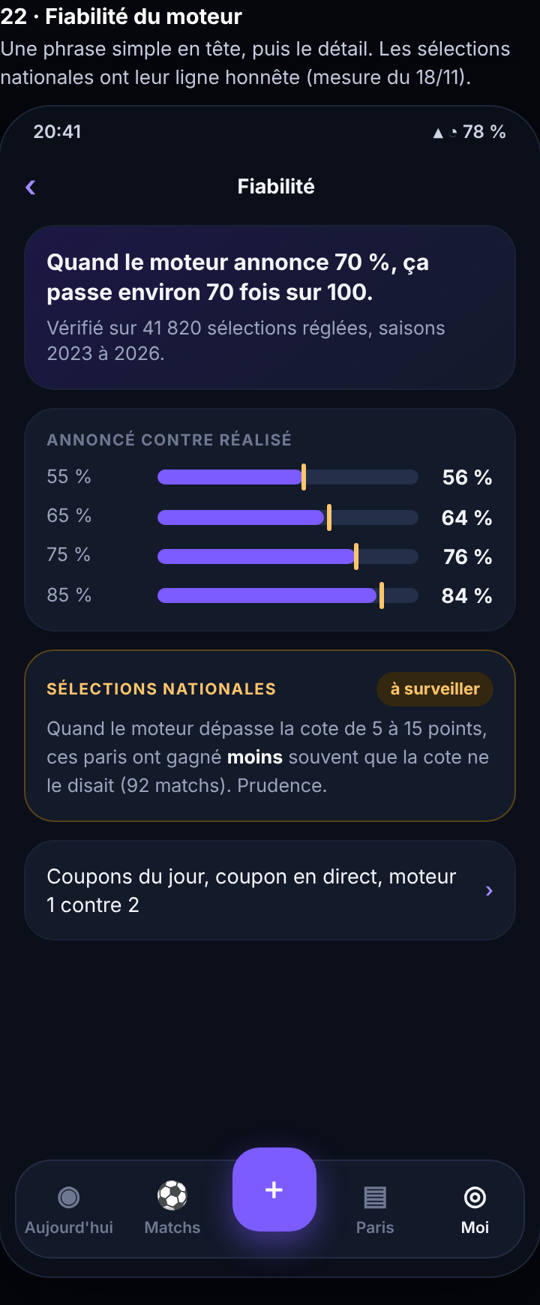 22 · Fiabilité du moteur
Une phrase simple en tête, puis le détail. Les sélections
nationales ont leur ligne honnête (mesure du 18/11).
20:41
78 %
Fiabilité
Quand le moteur annonce 70 %, ça
passe environ 70 fois sur 100.
Vérifié sur 41 820 sélections réglées, saisons
2023 à 2026.
ANNONCÉ CONTRE RÉALISÉ
55 % 56 %
65 % 64 %
75 % 76 %
85 % 84 %
SÉLECTIONS NATIONALES à surveiller
Quand le moteur dépasse la cote de 5 à 15 points,
ces paris ont gagné moins souvent que la cote ne
le disait (92 matchs). Prudence.
Coupons du jour, coupon en direct, moteur
1 contre 2
Aujourd'hui Matchs + Paris Moi